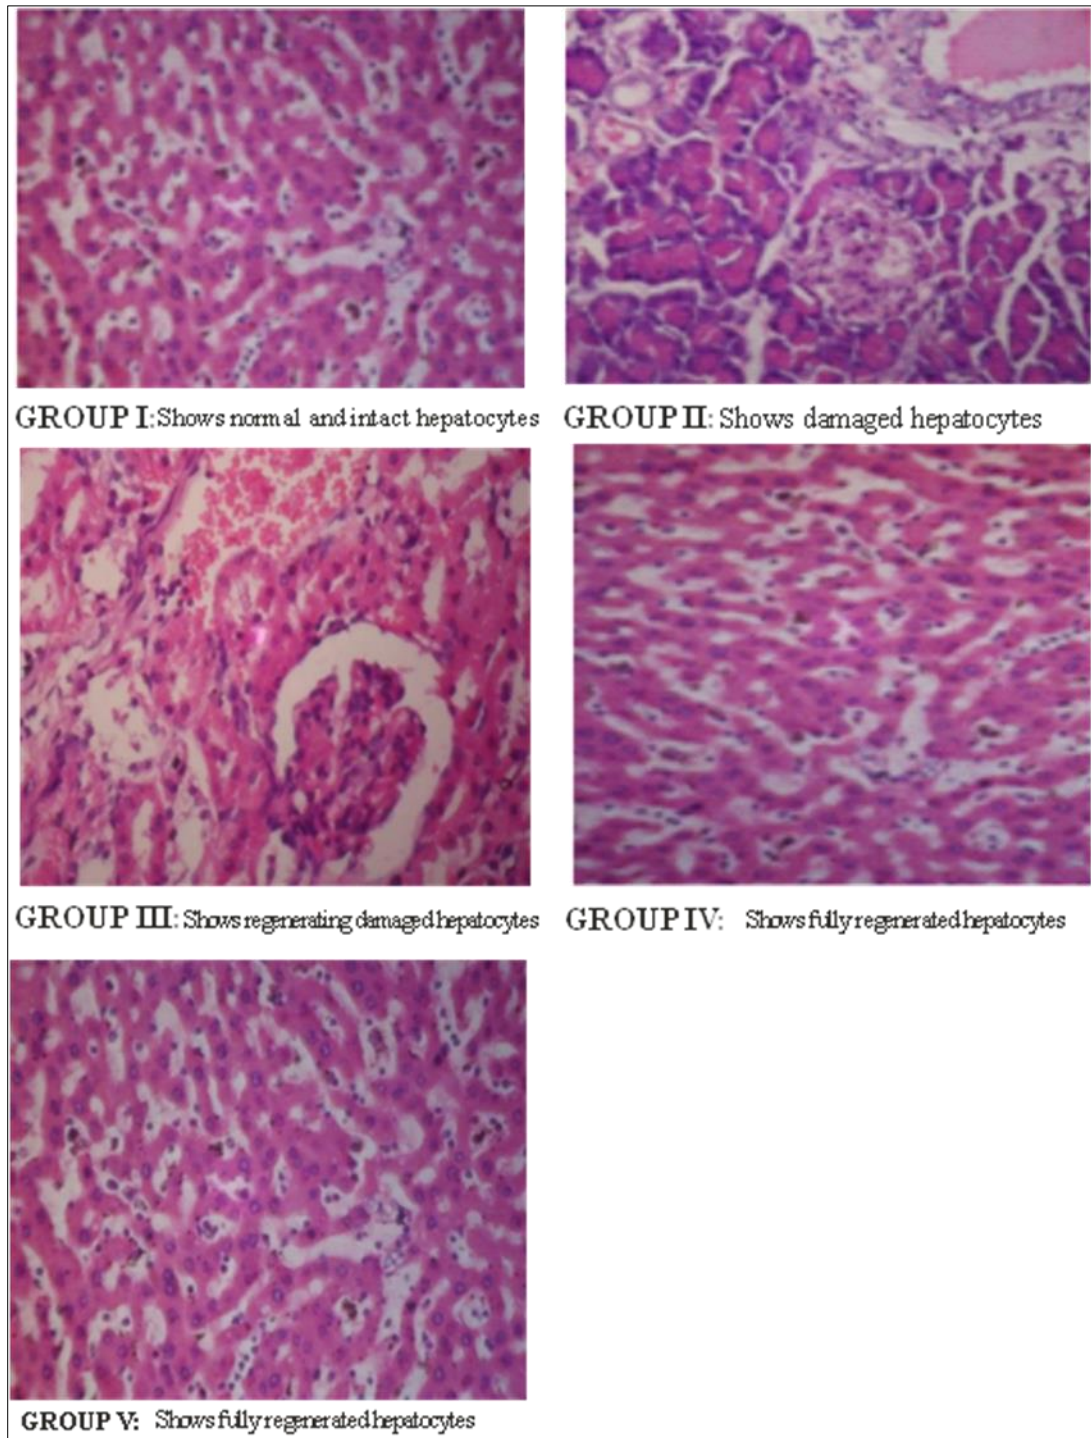 GROUP I: Shows normal and intact hepatocytes
GROUP II: Shows damaged hepatocytes
GROUP III: Shows regenerating damaged hepatocytes
GROUP IV: Shows fully regenerated hepatocytes
GROUP V: Shows fully regenerated hepatocytes